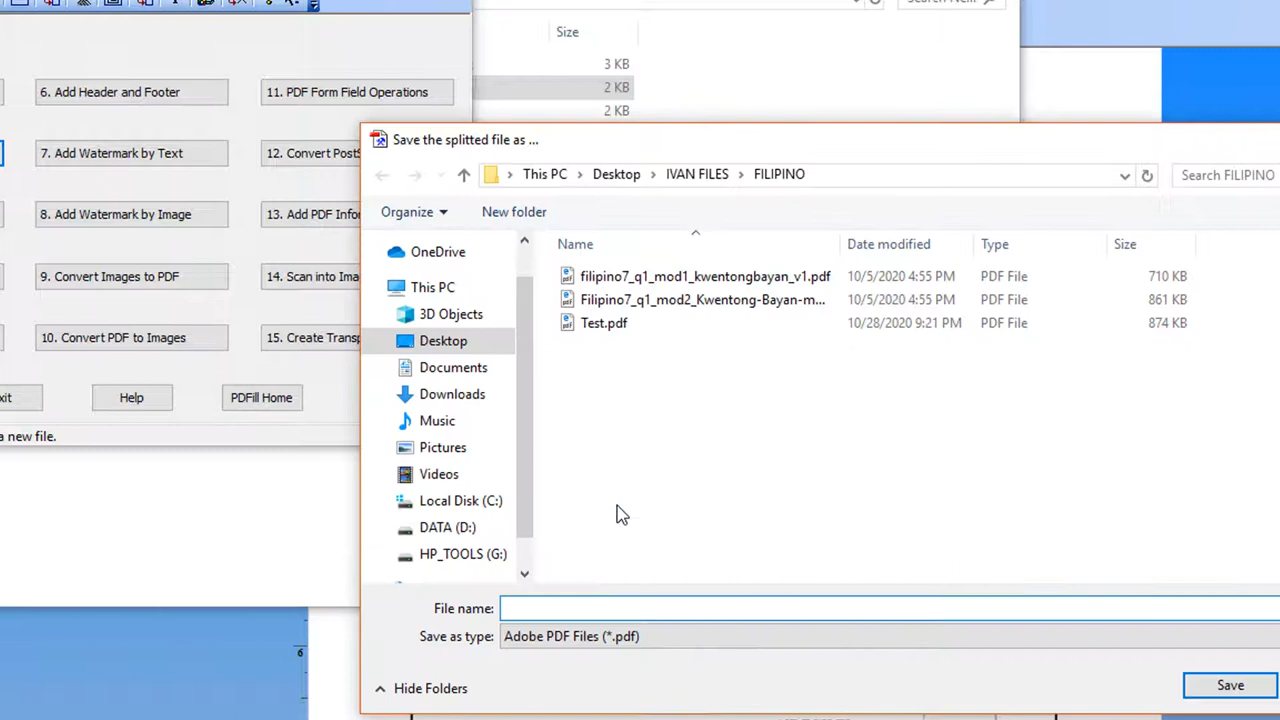 Size
3 KB
2 KB
2 KB
6. Add Header and Footer
11. PDF Form Field Operations
7. Add Watermark by Text
12. Convert PostS
8. Add Watermark by Image
13. Add PDF Infor
9. Convert Images to PDF
14. Scan into Ima
10. Convert PDF to Images
15. Create Transp
Help
PDFill Home
a new file.
Save the splitted file as ...
This PC > Desktop > IVAN FILES > FILIPINO
Search FILIPINO
Organize
New folder
Name Date modified Type Size
filipino7_q1_mod1_kwentongbayan_v1.pdf 10/5/2020 4:55 PM PDF File 710 KB
Filipino7_q1_mod2_Kwentong-Bayan-m... 10/5/2020 4:55 PM PDF File 861 KB
Test.pdf 10/28/2020 9:21 PM PDF File 874 KB
OneDrive
This PC
3D Objects
Desktop
Documents
Downloads
Music
Pictures
Videos
Local Disk (C:)
DATA (D:)
HP_TOOLS (G:)
File name:
Save as type: Adobe PDF Files (*.pdf)
Hide Folders
Save
6